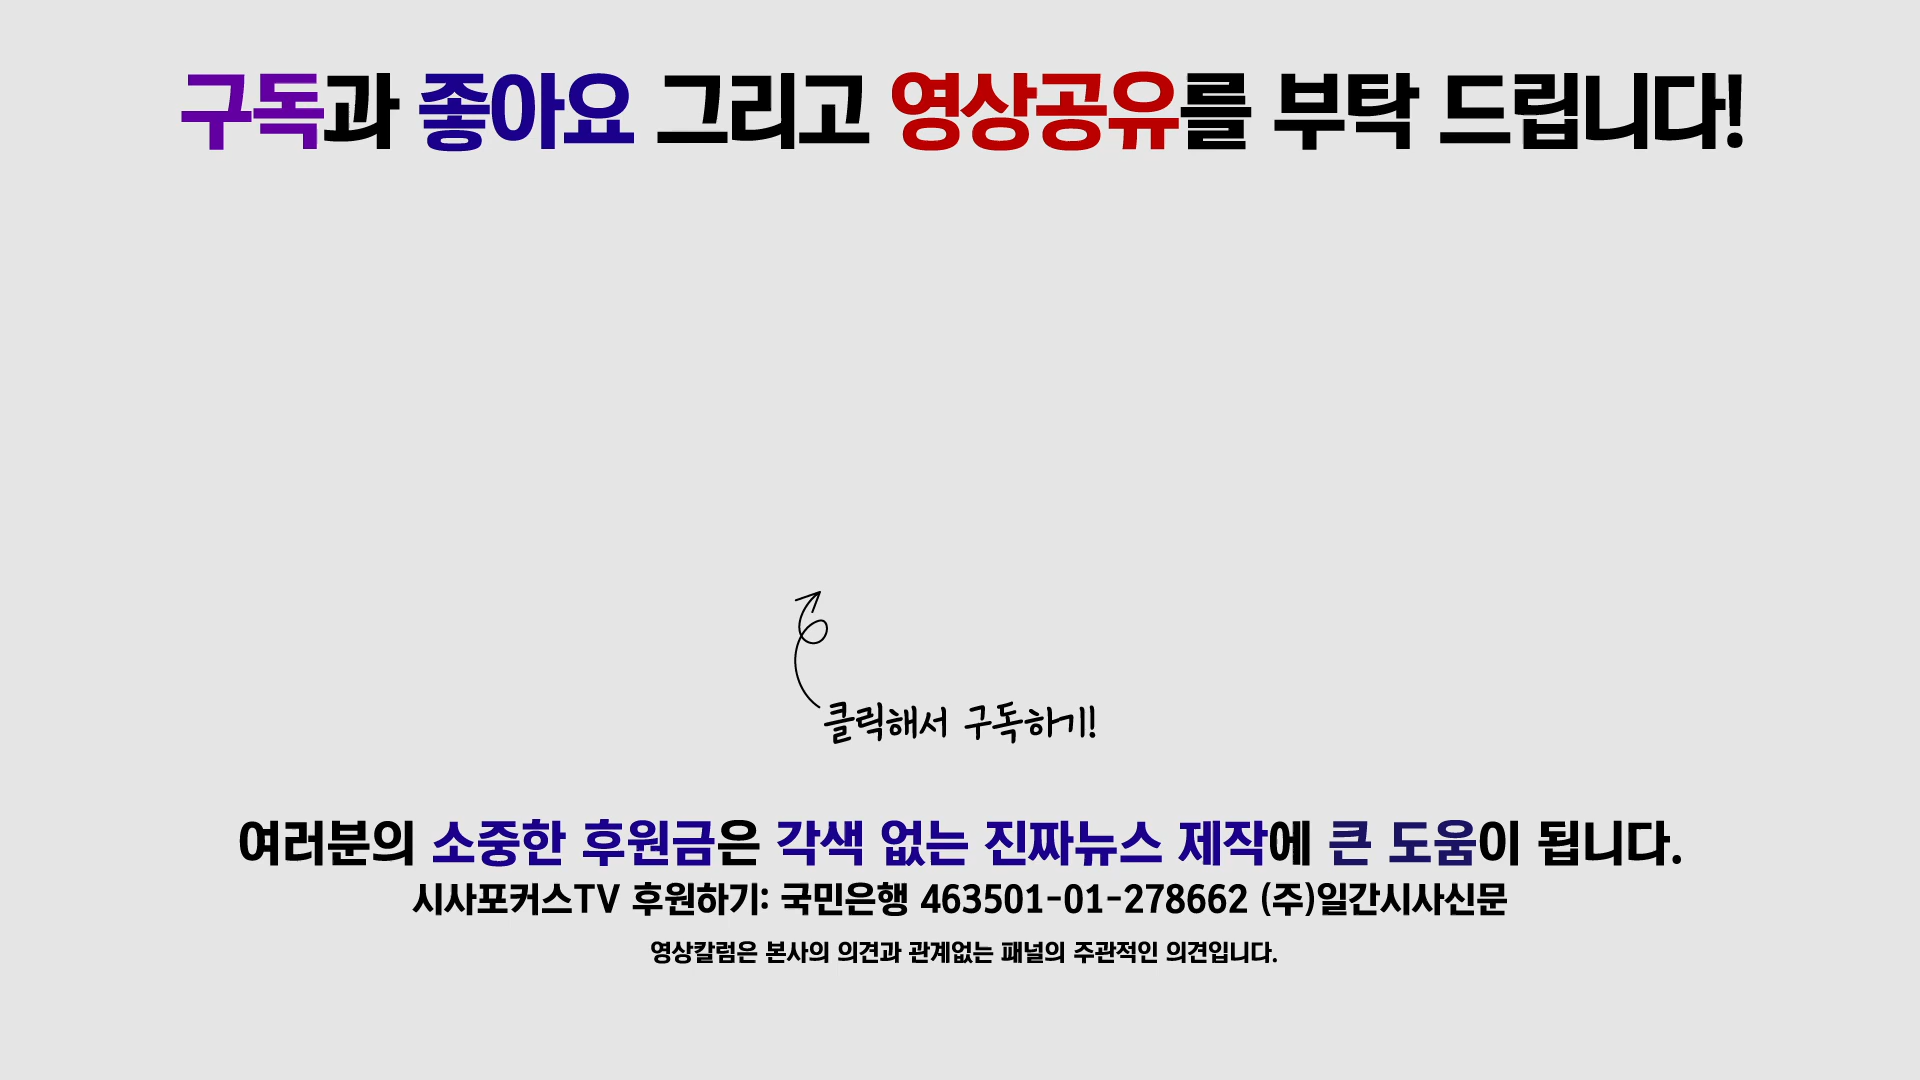 구독과 좋아요 그리고 영상공유를 부탁 드립니다!
클릭해서 구독하기!
여러분의 소중한 후원금은 각색 없는 진짜뉴스 제작에 큰 도움이 됩니다.
시사포커스TV 후원하기: 국민은행 463501-01-278662 (주)일간시사신문
영상칼럼은 본사의 의견과 관계없는 패널의 주관적인 의견입니다.